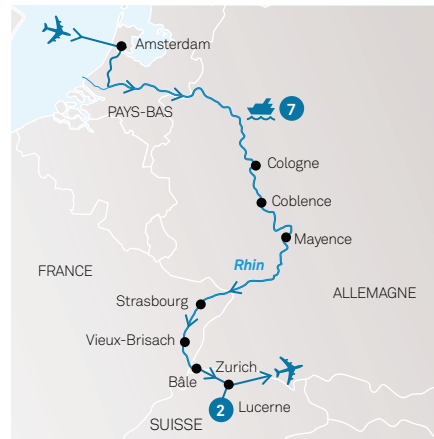 Amsterdam
PAYS-BAS
7
Cologne
Coblence
Mayence
Rhin
FRANCE
ALLEMAGNE
Strasbourg
Vieux-Brisach
Zurich
Bâle
2
Lucerne
SUISSE